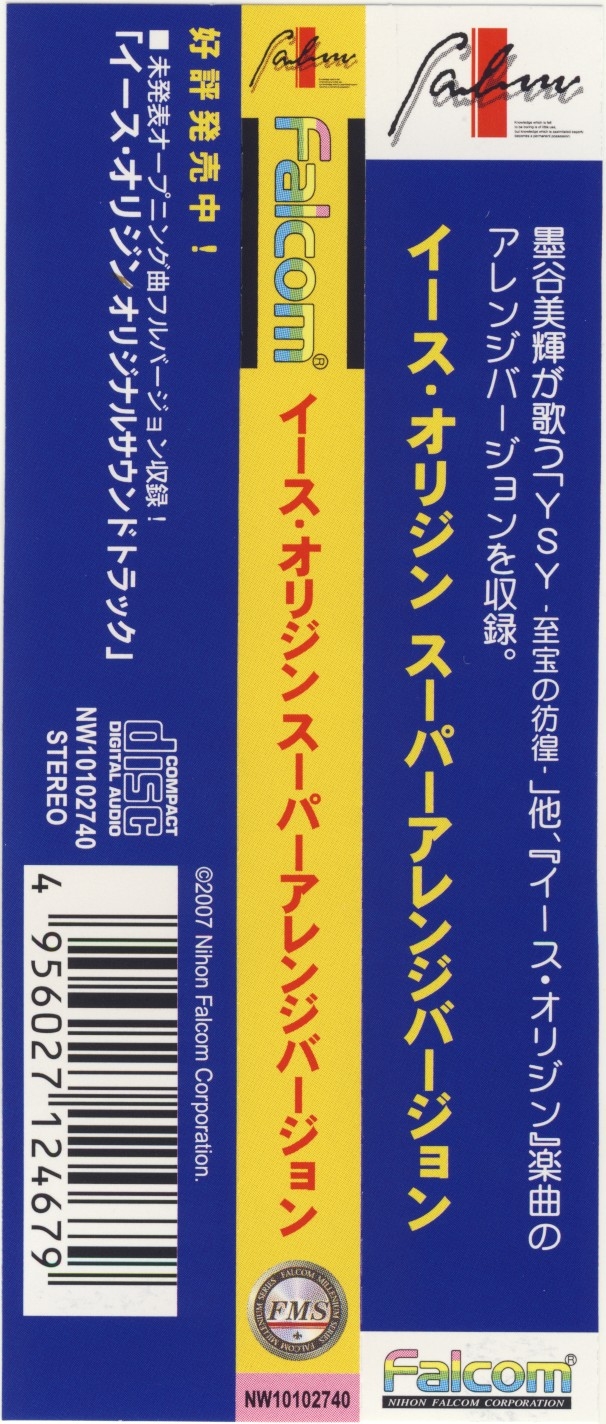 墨谷美輝が歌う「YSY-至宝の彷徨-」他、『イース・オリジン』楽曲の
アレンジバージョンを収録。
イース・オリジン スーパーアレンジバージョン
Falcom®
NIHON FALCOM CORPORATION
Falcom®
イース・オリジン スーパーアレンジバージョン
FALCOM MILLENIUM SERIES FALCOM MILLENIUM SERIES
FMS
NW10102740
好評発売中！
■未発表オープニング曲フルバージョン収録！
「イース・オリジン/オリジナルサウンドトラック」
COMPACT
disc
DIGITAL AUDIO
NW10102740
STEREO
©2007 Nihon Falcom Corporation.
4 956027 124679